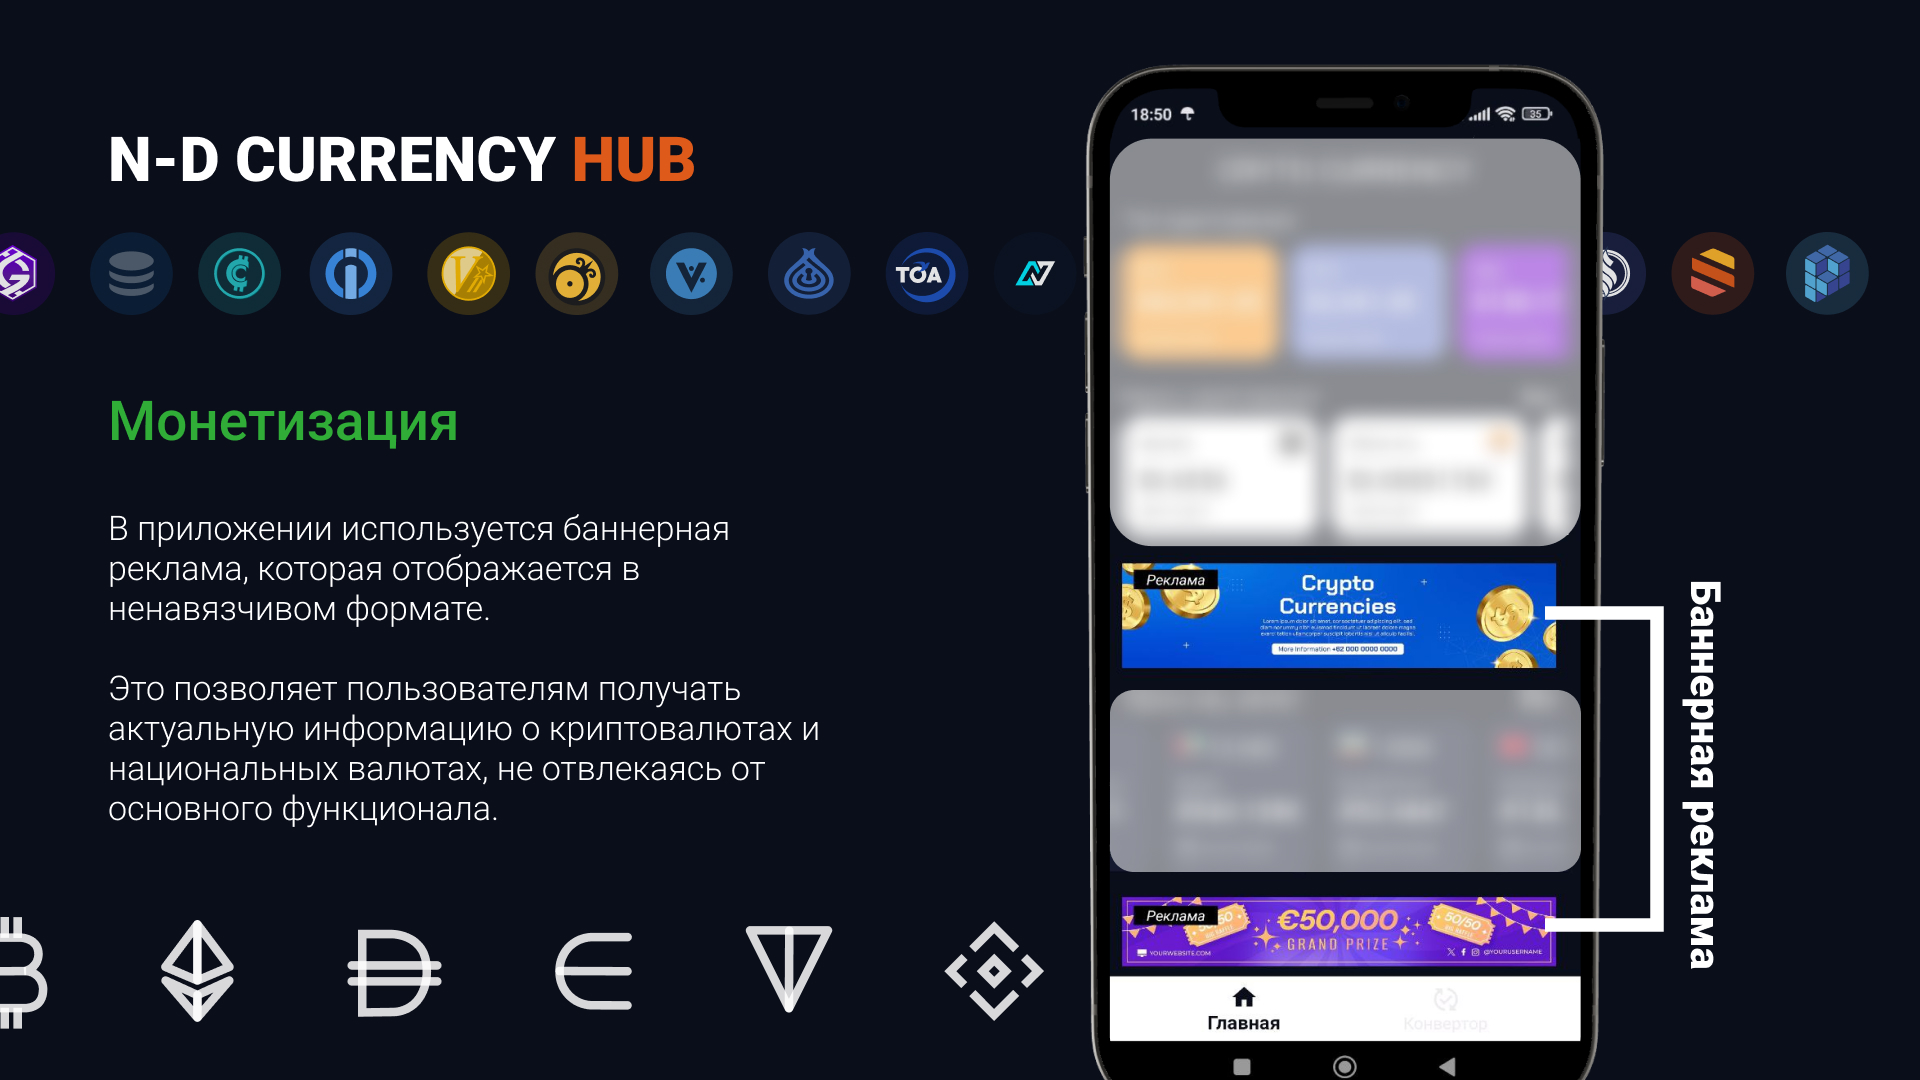 N-D CURRENCY HUB
TOA
Монетизация
В приложении используется баннерная
реклама, которая отображается в
ненавязчивом формате.
Это позволяет пользователям получать
актуальную информацию о криптовалютах и
национальных валютах, не отвлекаясь от
основного функционала.
18:50
35
Реклама
Crypto
Currencies
More Information +62 000 0000 0000
Реклама
€50,000
GRAND PRIZE
50/50
YOURWEBSITE.COM
@YOURUSERNAME
Главная
Конвертор
Баннерная реклама